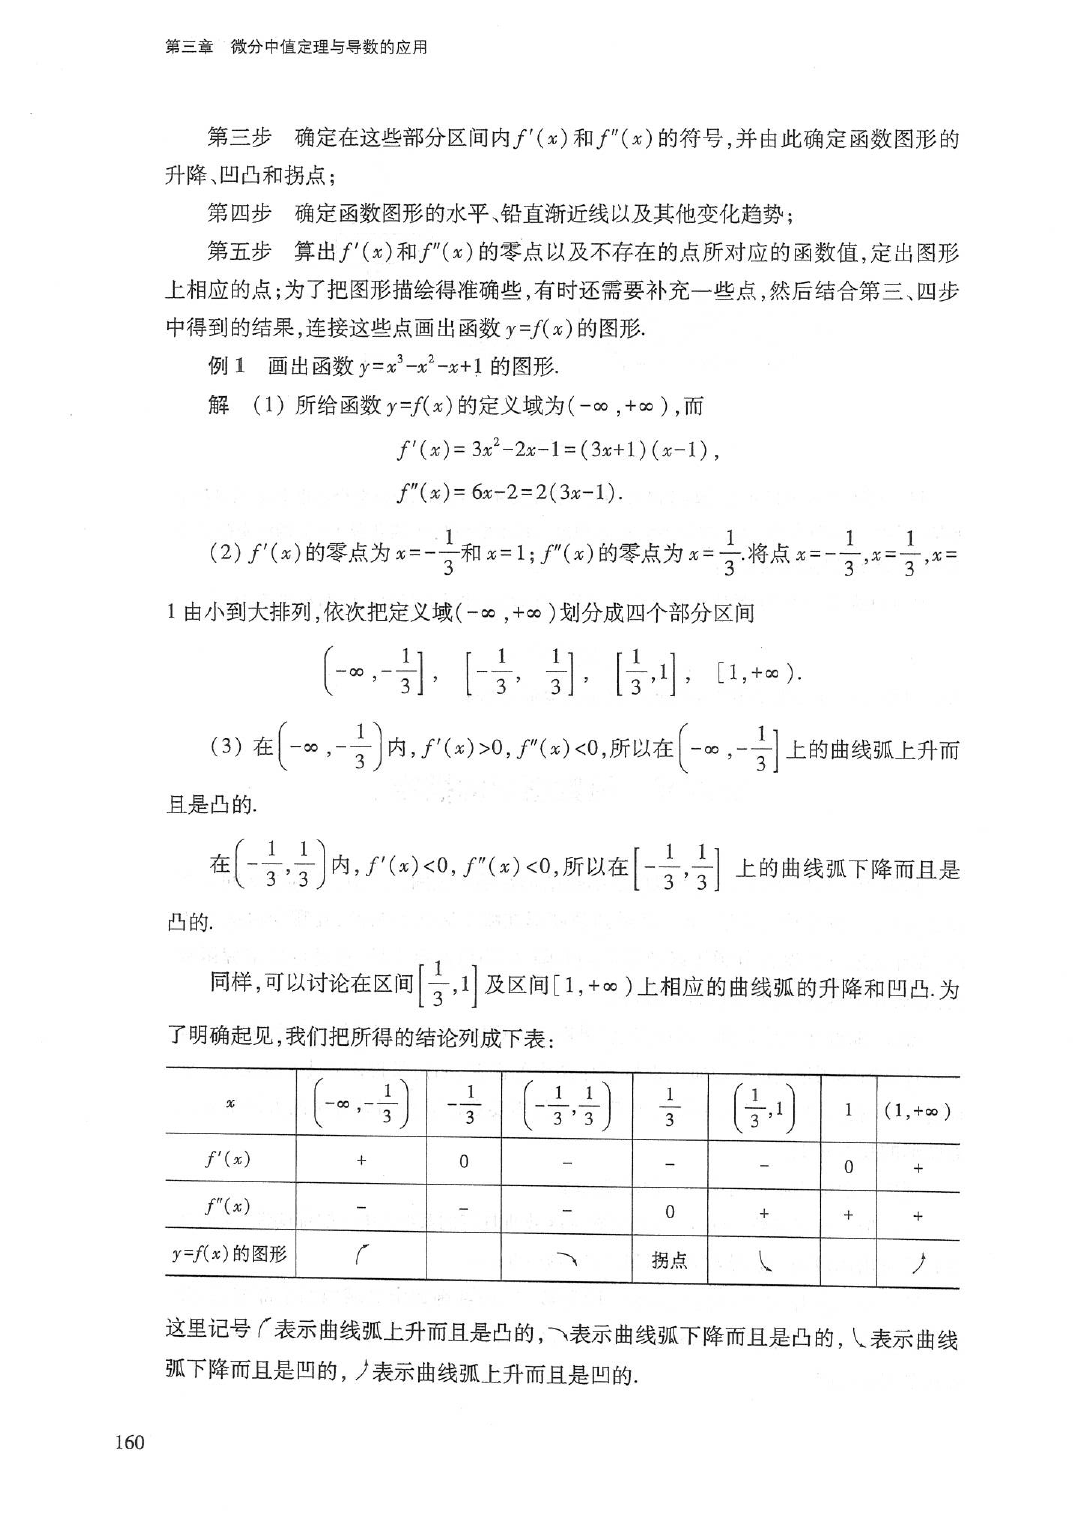 第三章 微分中值定理与导数的应用
第三步 确定在这些部分区间内f′(x)和f″(x)的符号,并由此确定函数图形的
升降、凹凸和拐点;
第四步 确定函数图形的水平、铅直渐近线以及其他变化趋势;
第五步 算出f′(x)和f″(x)的零点以及不存在的点所对应的函数值,定出图形
上相应的点;为了把图形描绘得准确些,有时还需要补充一些点,然后结合第三、四步
中得到的结果,连接这些点画出函数y=f(x)的图形.
例1 画出函数y=x³-x²-x+1的图形.
解 (1) 所给函数y=f(x)的定义域为(-∞,+∞),而
f′(x)=3x²-2x-1=(3x+1)(x-1),
f″(x)=6x-2=2(3x-1).
(2) f′(x)的零点为x=-1/3和x=1;f″(x)的零点为x=1/3.将点x=-1/3,x=1/3,x=
1由小到大排列,依次把定义域(-∞,+∞)划分成四个部分区间
(-∞,-1/3], [-1/3, 1/3], [1/3,1], [1,+∞).
(3) 在(-∞,-1/3)内,f′(x)>0,f″(x)<0,所以在(-∞,-1/3]上的曲线弧上升而
且是凸的.
在(-1/3,1/3)内,f′(x)<0,f″(x)<0,所以在[-1/3,1/3]上的曲线弧下降而且是
凸的.
同样,可以讨论在区间[1/3,1]及区间[1,+∞)上相应的曲线弧的升降和凹凸.为
了明确起见,我们把所得的结论列成下表:
x (-∞,-1/3) -1/3 (-1/3,1/3) 1/3 (1/3,1) 1 (1,+∞)
f′(x) + 0 - - - 0 +
f″(x) - - - 0 + + +
y=f(x)的图形 拐点
这里记号表示曲线弧上升而且是凸的,表示曲线弧下降而且是凸的,表示曲线
弧下降而且是凹的,表示曲线弧上升而且是凹的.
160